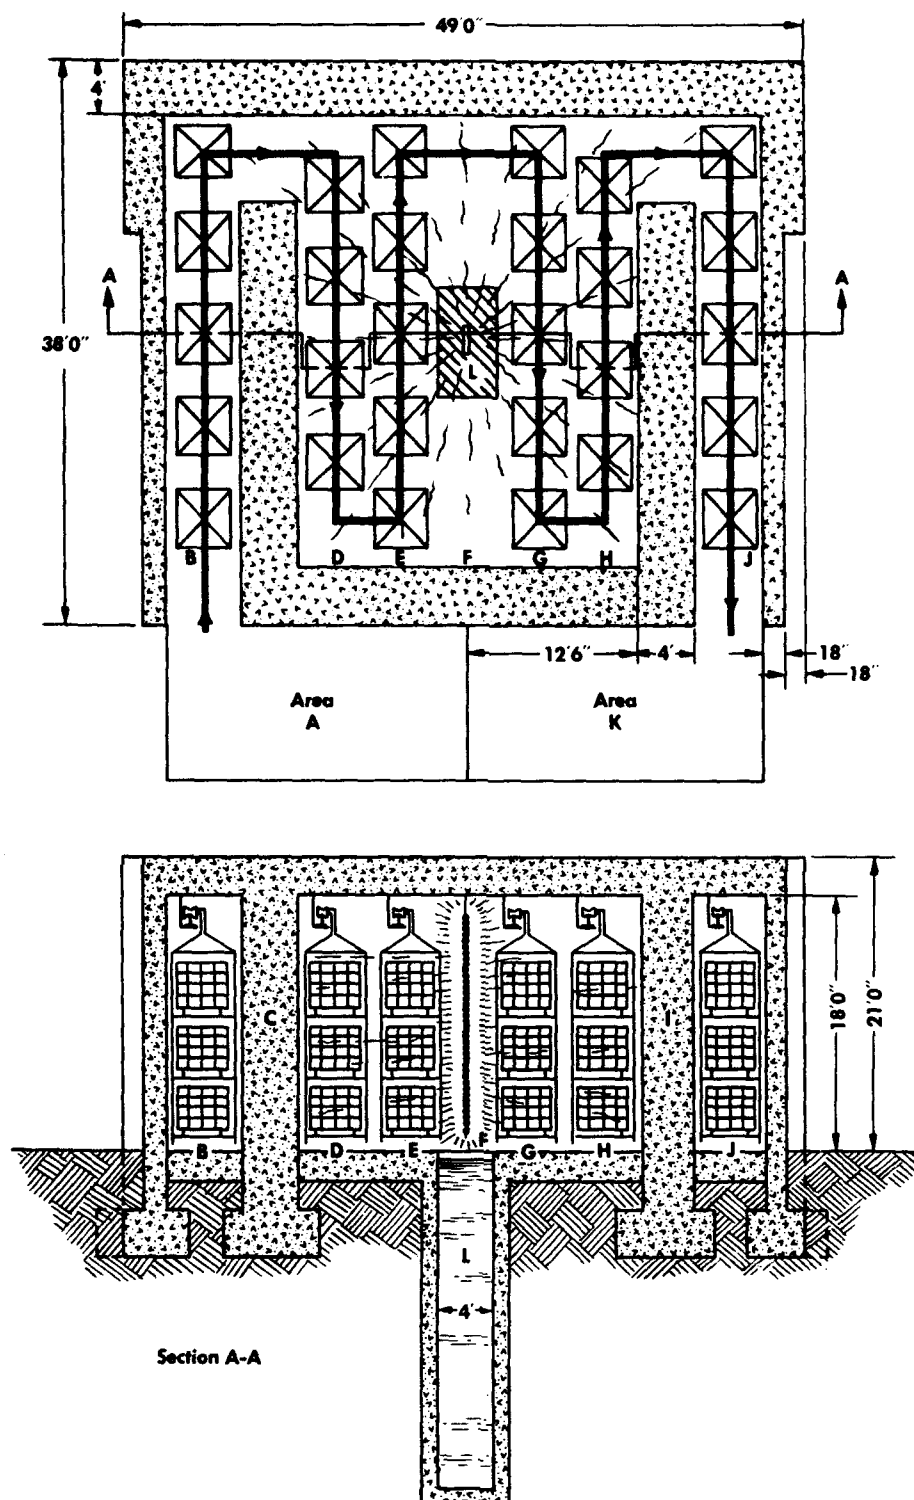 49'0"
4'
A A
38'0"
L
B D E F G H J
12'6" 4' 18"
18"
Area
A
Area
K
C I
18'0" 21'0"
B D E F G H J
L
4'
Section A-A